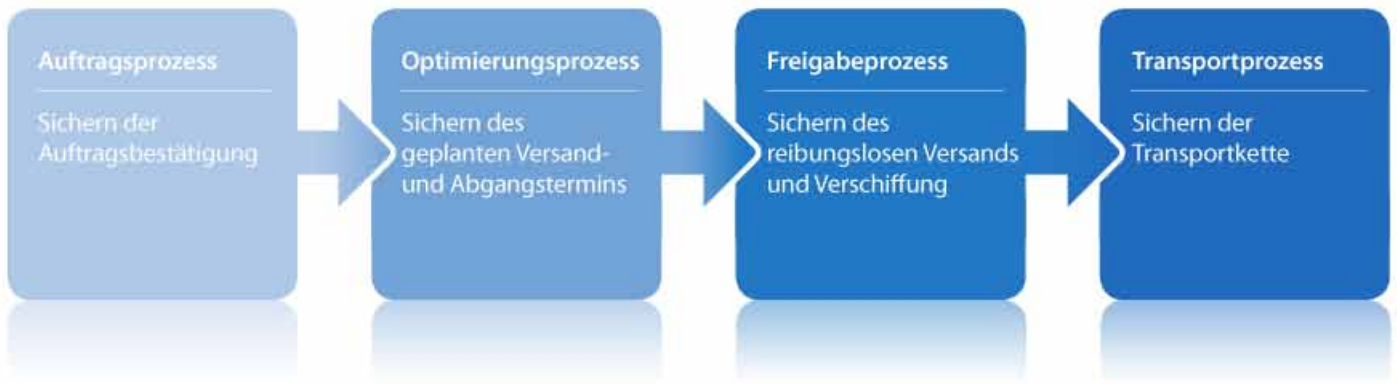 Auftragsprozess
Sichern der
Auftragsbestätigung
Optimierungsprozess
Sichern des
geplanten Versand-
und Abgangstermins
Freigabeprozess
Sichern des
reibungslosen Versands
und Verschiffung
Transportprozess
Sichern der
Transportkette